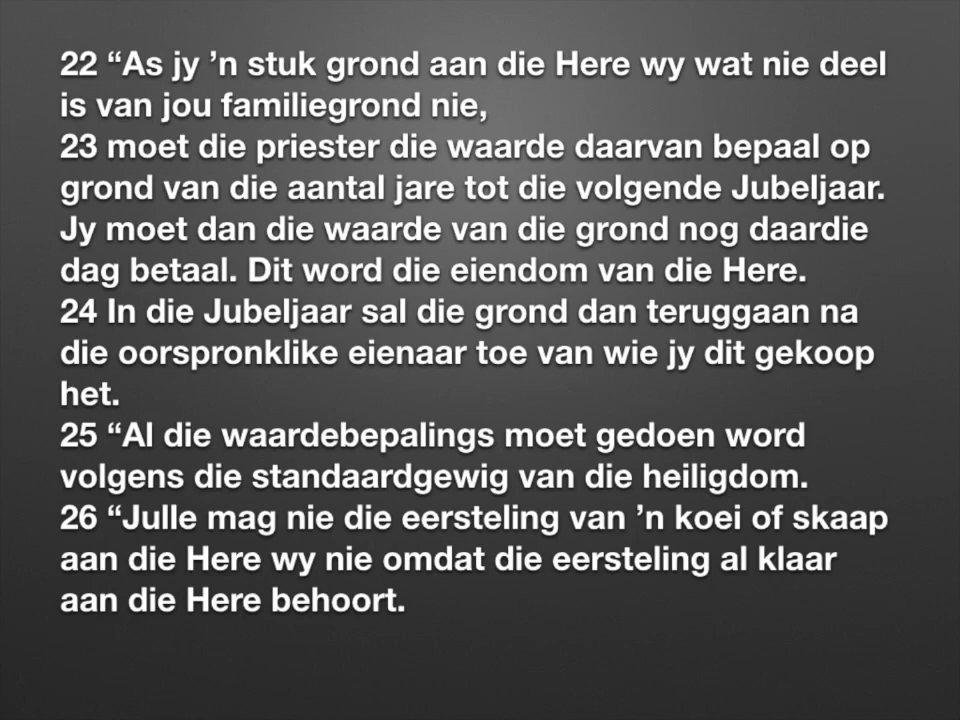 22 “As jy ’n stuk grond aan die Here wy wat nie deel
is van jou familiegrond nie,
23 moet die priester die waarde daarvan bepaal op
grond van die aantal jare tot die volgende Jubeljaar.
Jy moet dan die waarde van die grond nog daardie
dag betaal. Dit word die eiendom van die Here.
24 In die Jubeljaar sal die grond dan teruggaan na
die oorspronklike eienaar toe van wie jy dit gekoop
het.
25 “Al die waardebepalings moet gedoen word
volgens die standaardgewig van die heiligdom.
26 “Julle mag nie die eersteling van ’n koei of skaap
aan die Here wy nie omdat die eersteling al klaar
aan die Here behoort.